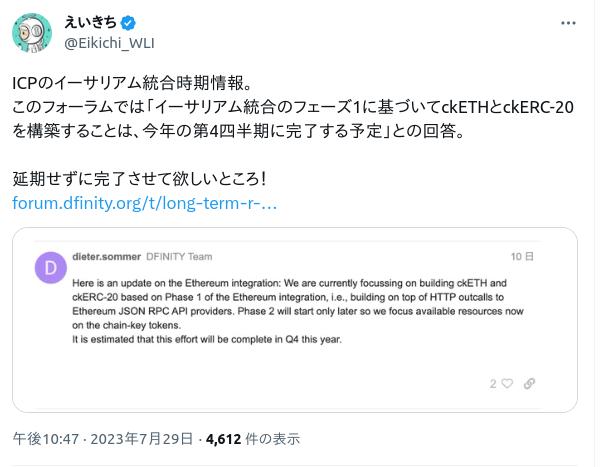 えいきち
@Eikichi_WLI
ICPのイーサリアム統合時期情報。
このフォーラムでは「イーサリアム統合のフェーズ1に基づいてckETHとckERC-20
を構築することは、今年の第4四半期に完了する予定」との回答。
延期せずに完了させて欲しいところ！
forum.dfinity.org/t/long-term-r-…
D
dieter.sommer DFINITY Team 10 日
Here is an update on the Ethereum integration: We are currently focussing on building ckETH and
ckERC-20 based on Phase 1 of the Ethereum integration, i.e., building on top of HTTP outcalls to
Ethereum JSON RPC API providers. Phase 2 will start only later so we focus available resources now
on the chain-key tokens.
It is estimated that this effort will be complete in Q4 this year.
2
午後10:47 · 2023年7月29日 · 4,612 件の表示